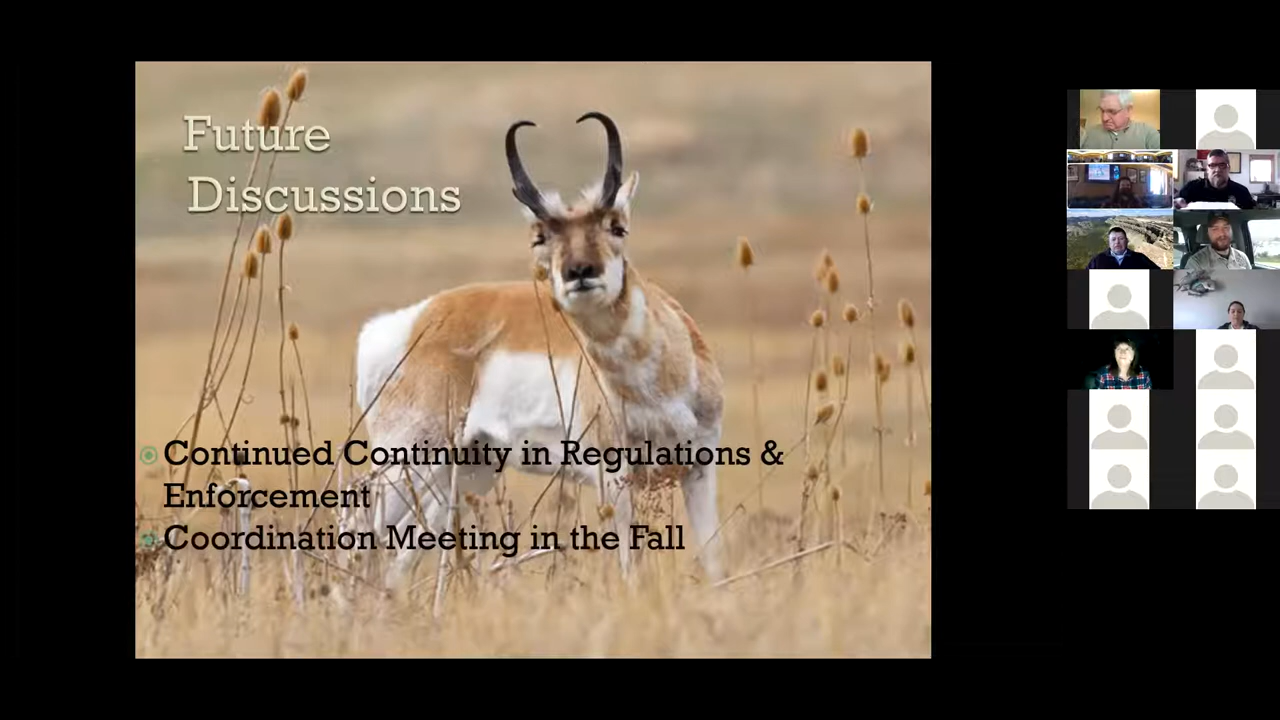 Future
Discussions
Continued Continuity in Regulations &
Enforcement
Coordination Meeting in the Fall